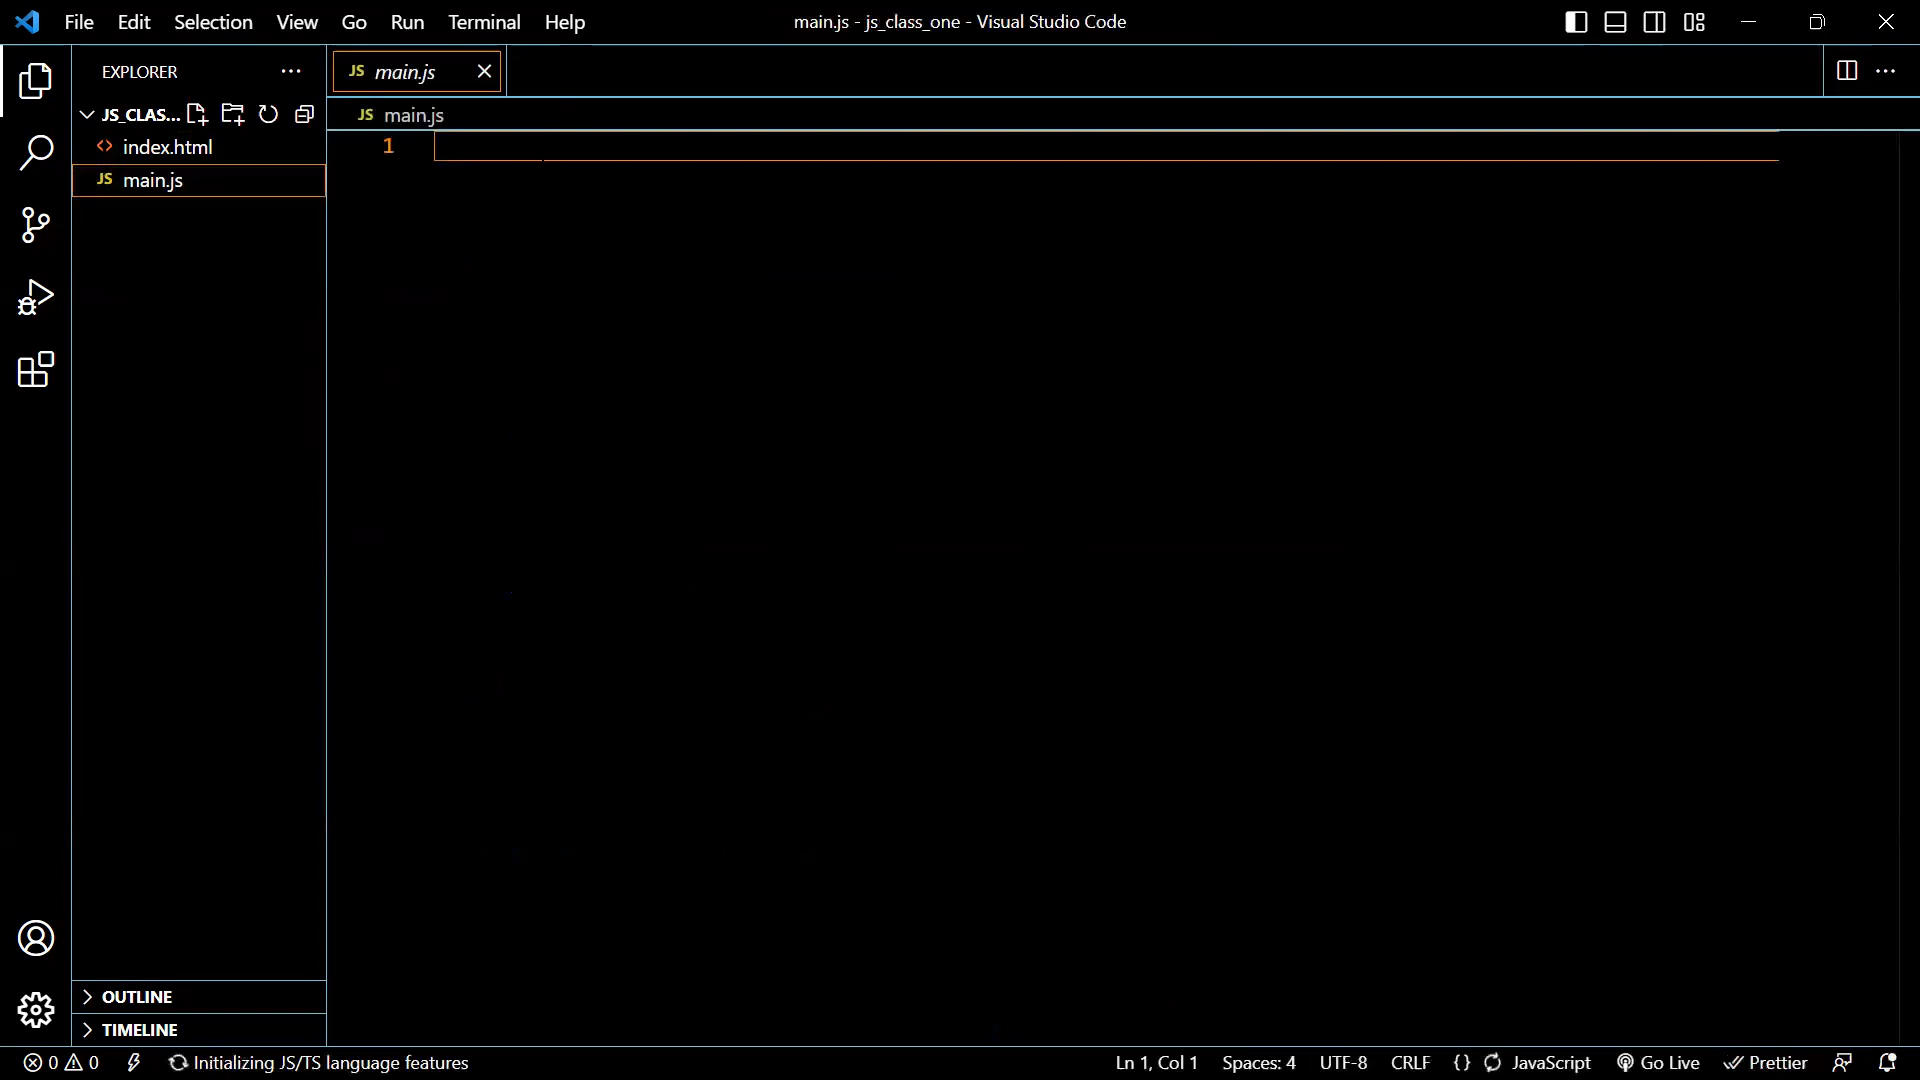 File Edit Selection View Go Run Terminal Help
main.js - js_class_one - Visual Studio Code
EXPLORER
JS_CLAS...
index.html
JS main.js
JS main.js
JS main.js
1
OUTLINE
TIMELINE
0 0 Initializing JS/TS language features
Ln 1, Col 1 Spaces: 4 UTF-8 CRLF {} JavaScript Go Live Prettier